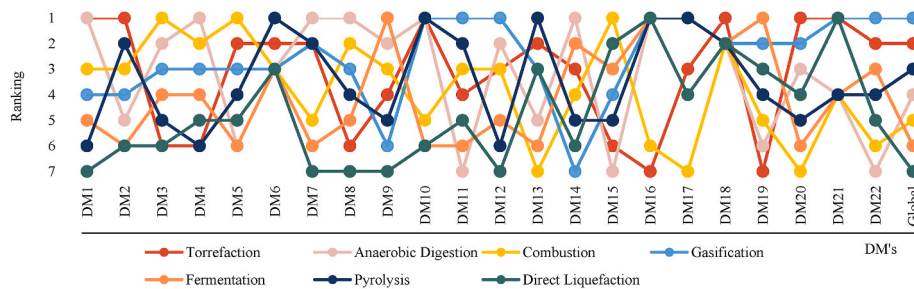 Ranking
1
2
3
4
5
6
7
DM1
DM2
DM3
DM4
DM5
DM6
DM7
DM8
DM9
DM10
DM11
DM12
DM13
DM14
DM15
DM16
DM17
DM18
DM19
DM20
DM21
DM22
Global
DM's
Torrefaction
Anaerobic Digestion
Combustion
Gasification
Fermentation
Pyrolysis
Direct Liquefaction